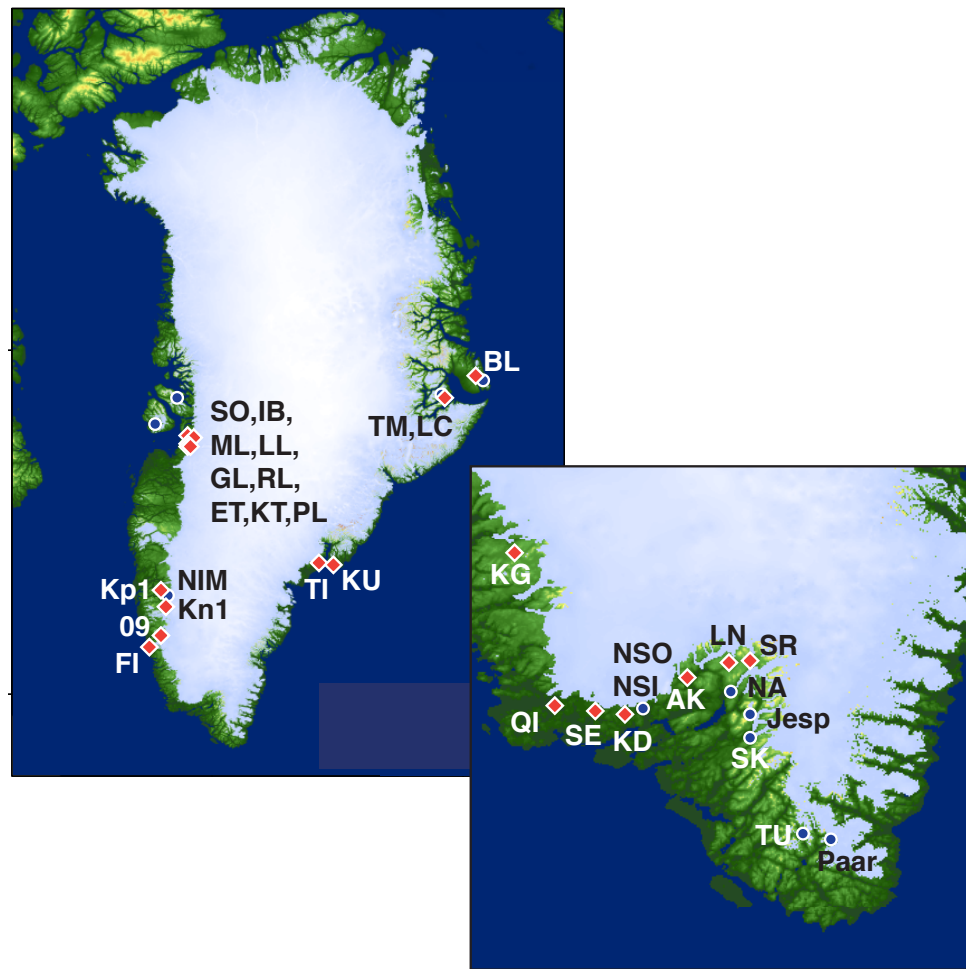 BL
SO,IB,
ML,LL,
GL,RL,
ET,KT,PL
TM,LC
Kp1
NIM
Kn1
09
FI
TI
KU
KG
LN
SR
NSO
NSI
AK
NA
QI
SE
KD
Jesp
SK
TU
Paar